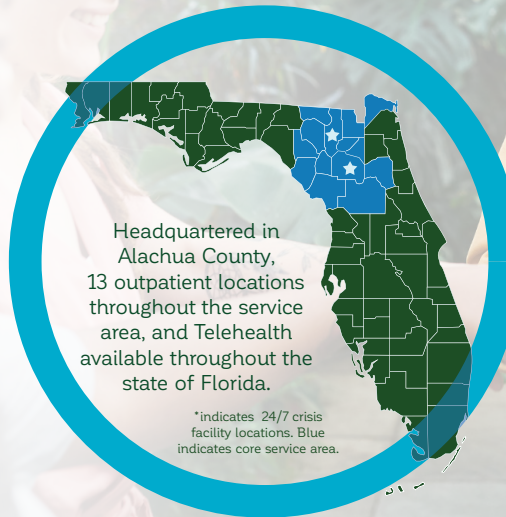 Headquartered in
Alachua County,
13 outpatient locations
throughout the service
area, and Telehealth
available throughout the
state of Florida.
*indicates 24/7 crisis
facility locations. Blue
indicates core service area.